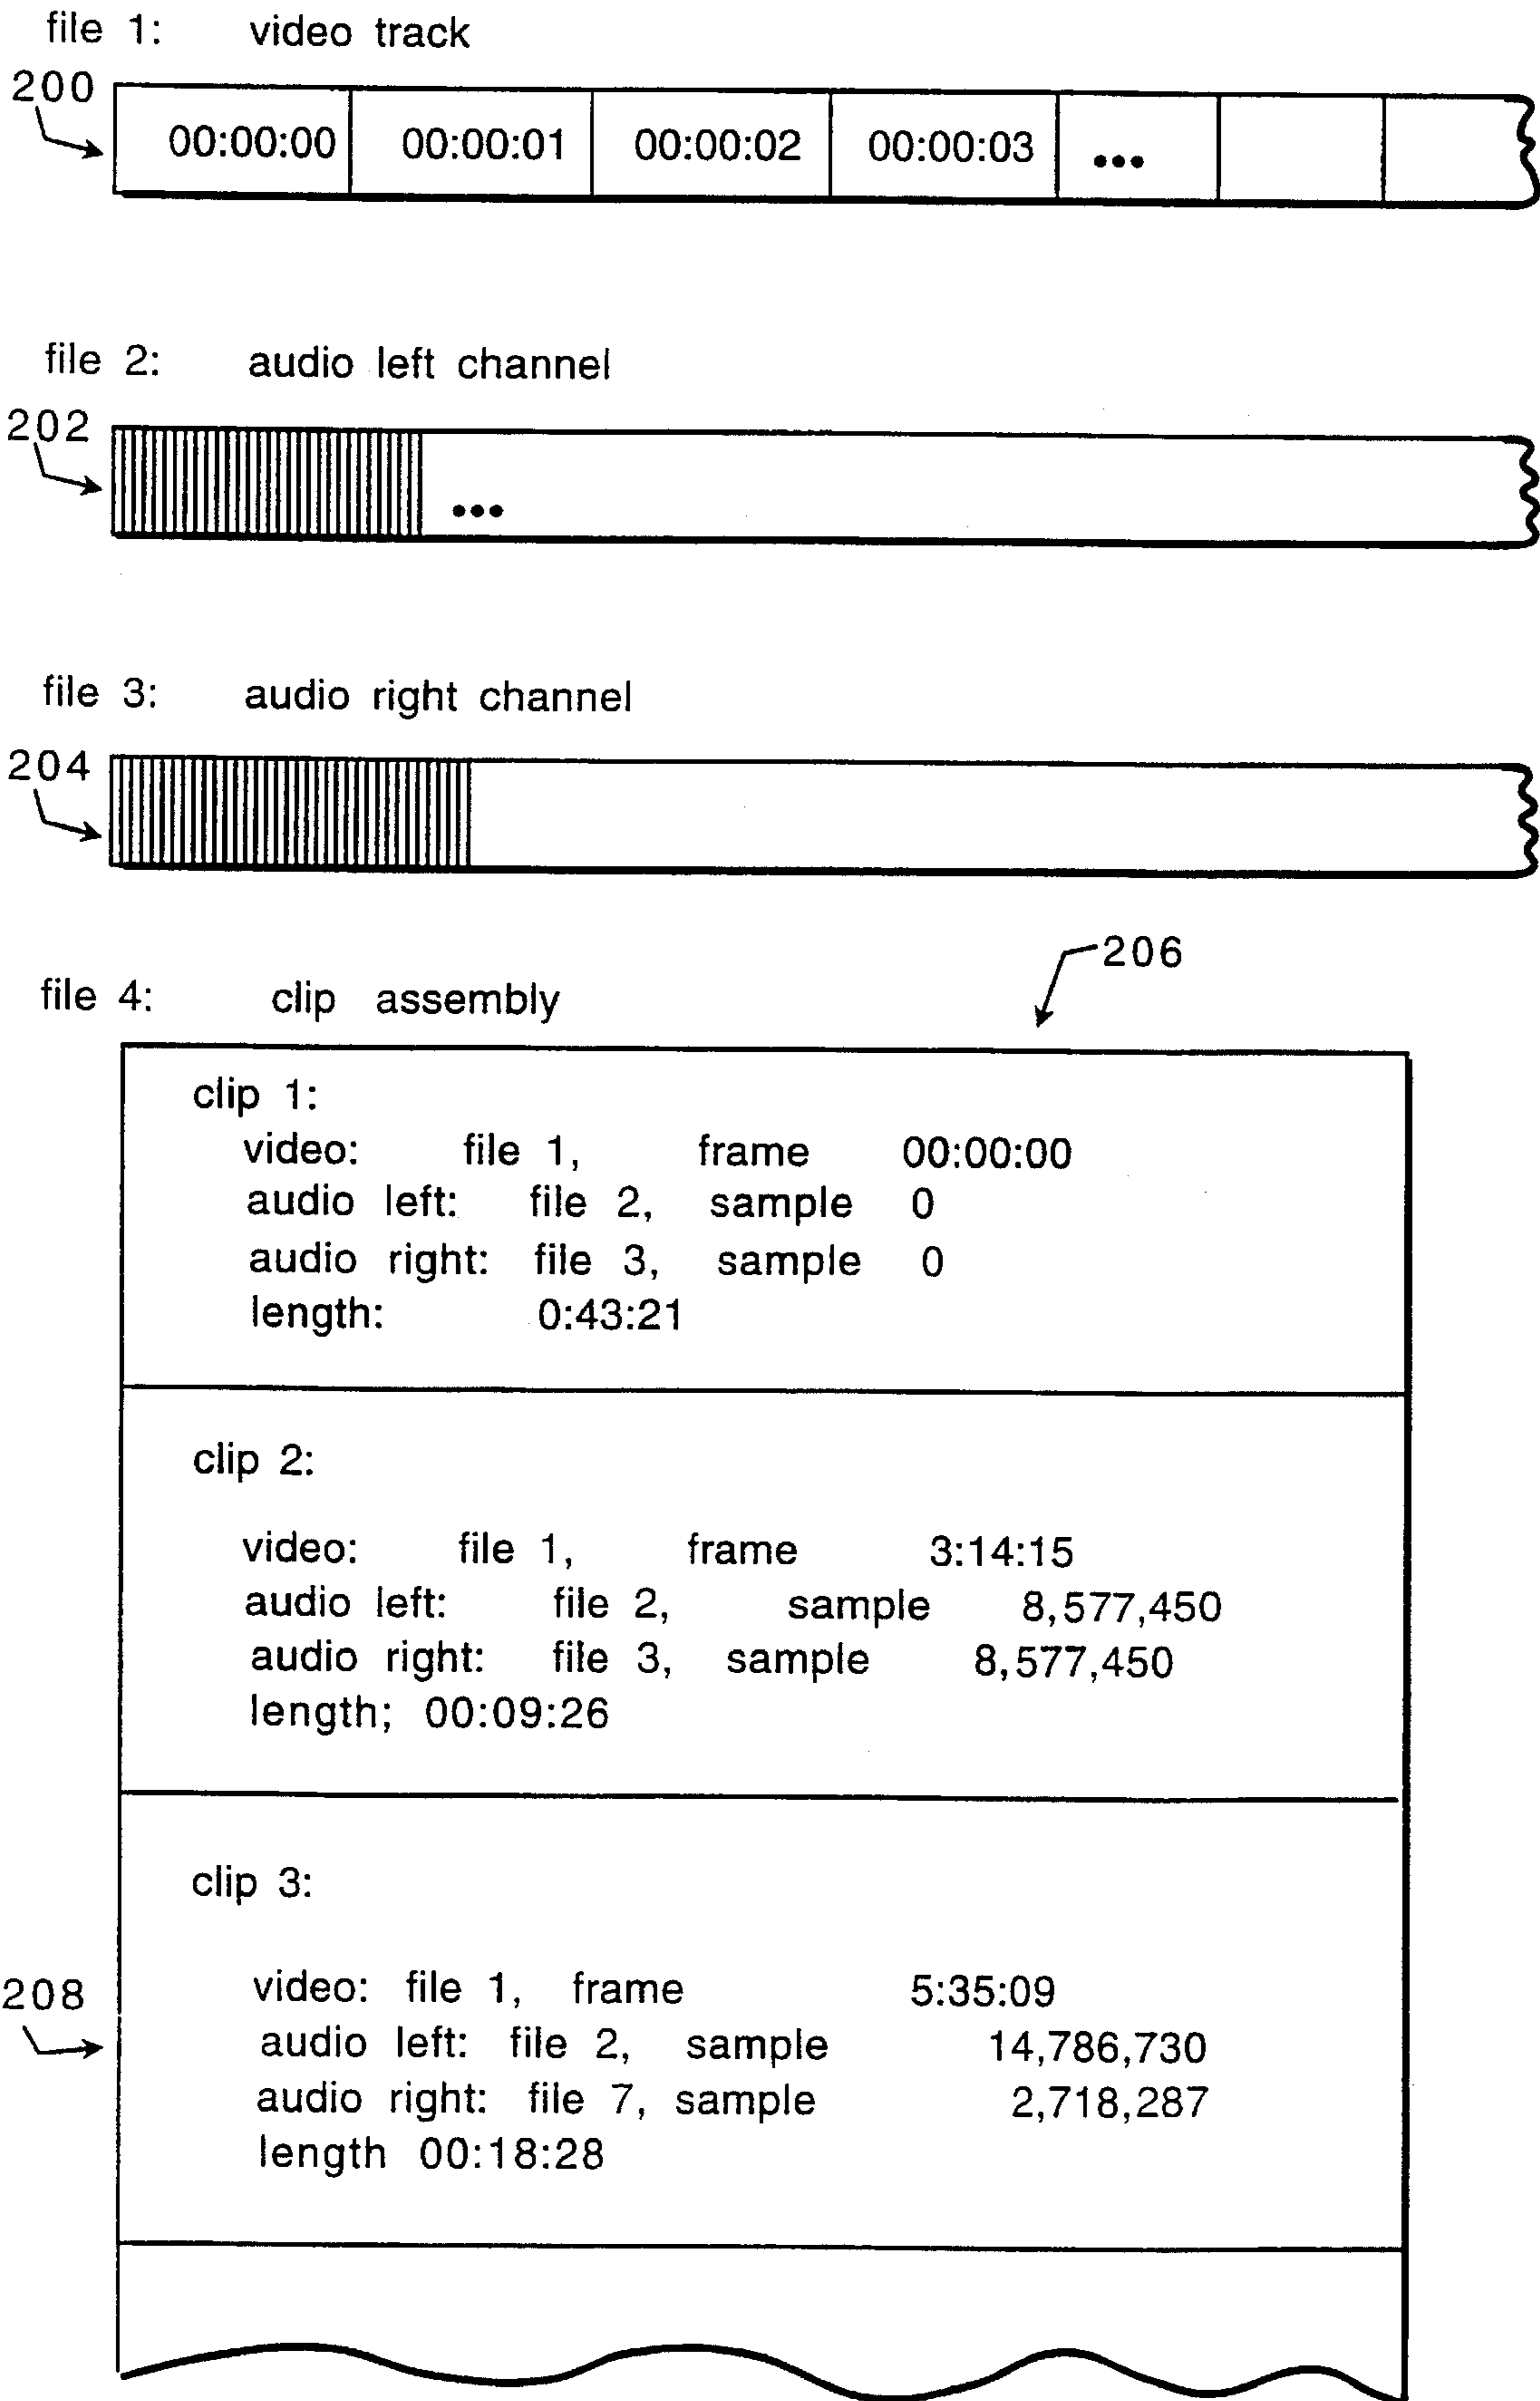 file 1: video track
200
00:00:00 00:00:01 00:00:02 00:00:03 •••
file 2: audio left channel
202
•••
file 3: audio right channel
204
206
file 4: clip assembly
clip 1:
video: file 1, frame 00:00:00
audio left: file 2, sample 0
audio right: file 3, sample 0
length: 0:43:21
clip 2:
video: file 1, frame 3:14:15
audio left: file 2, sample 8,577,450
audio right: file 3, sample 8,577,450
length; 00:09:26
clip 3:
208
video: file 1, frame 5:35:09
audio left: file 2, sample 14,786,730
audio right: file 7, sample 2,718,287
length 00:18:28